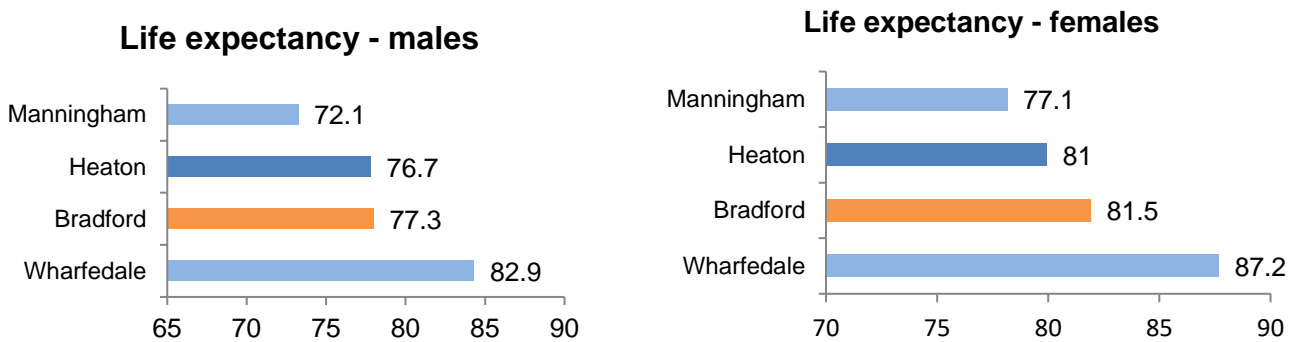 Life expectancy - males
Manningham 72.1
Heaton 76.7
Bradford 77.3
Wharfedale 82.9
65 70 75 80 85 90
Life expectancy - females
Manningham 77.1
Heaton 81
Bradford 81.5
Wharfedale 87.2
70 75 80 85 90